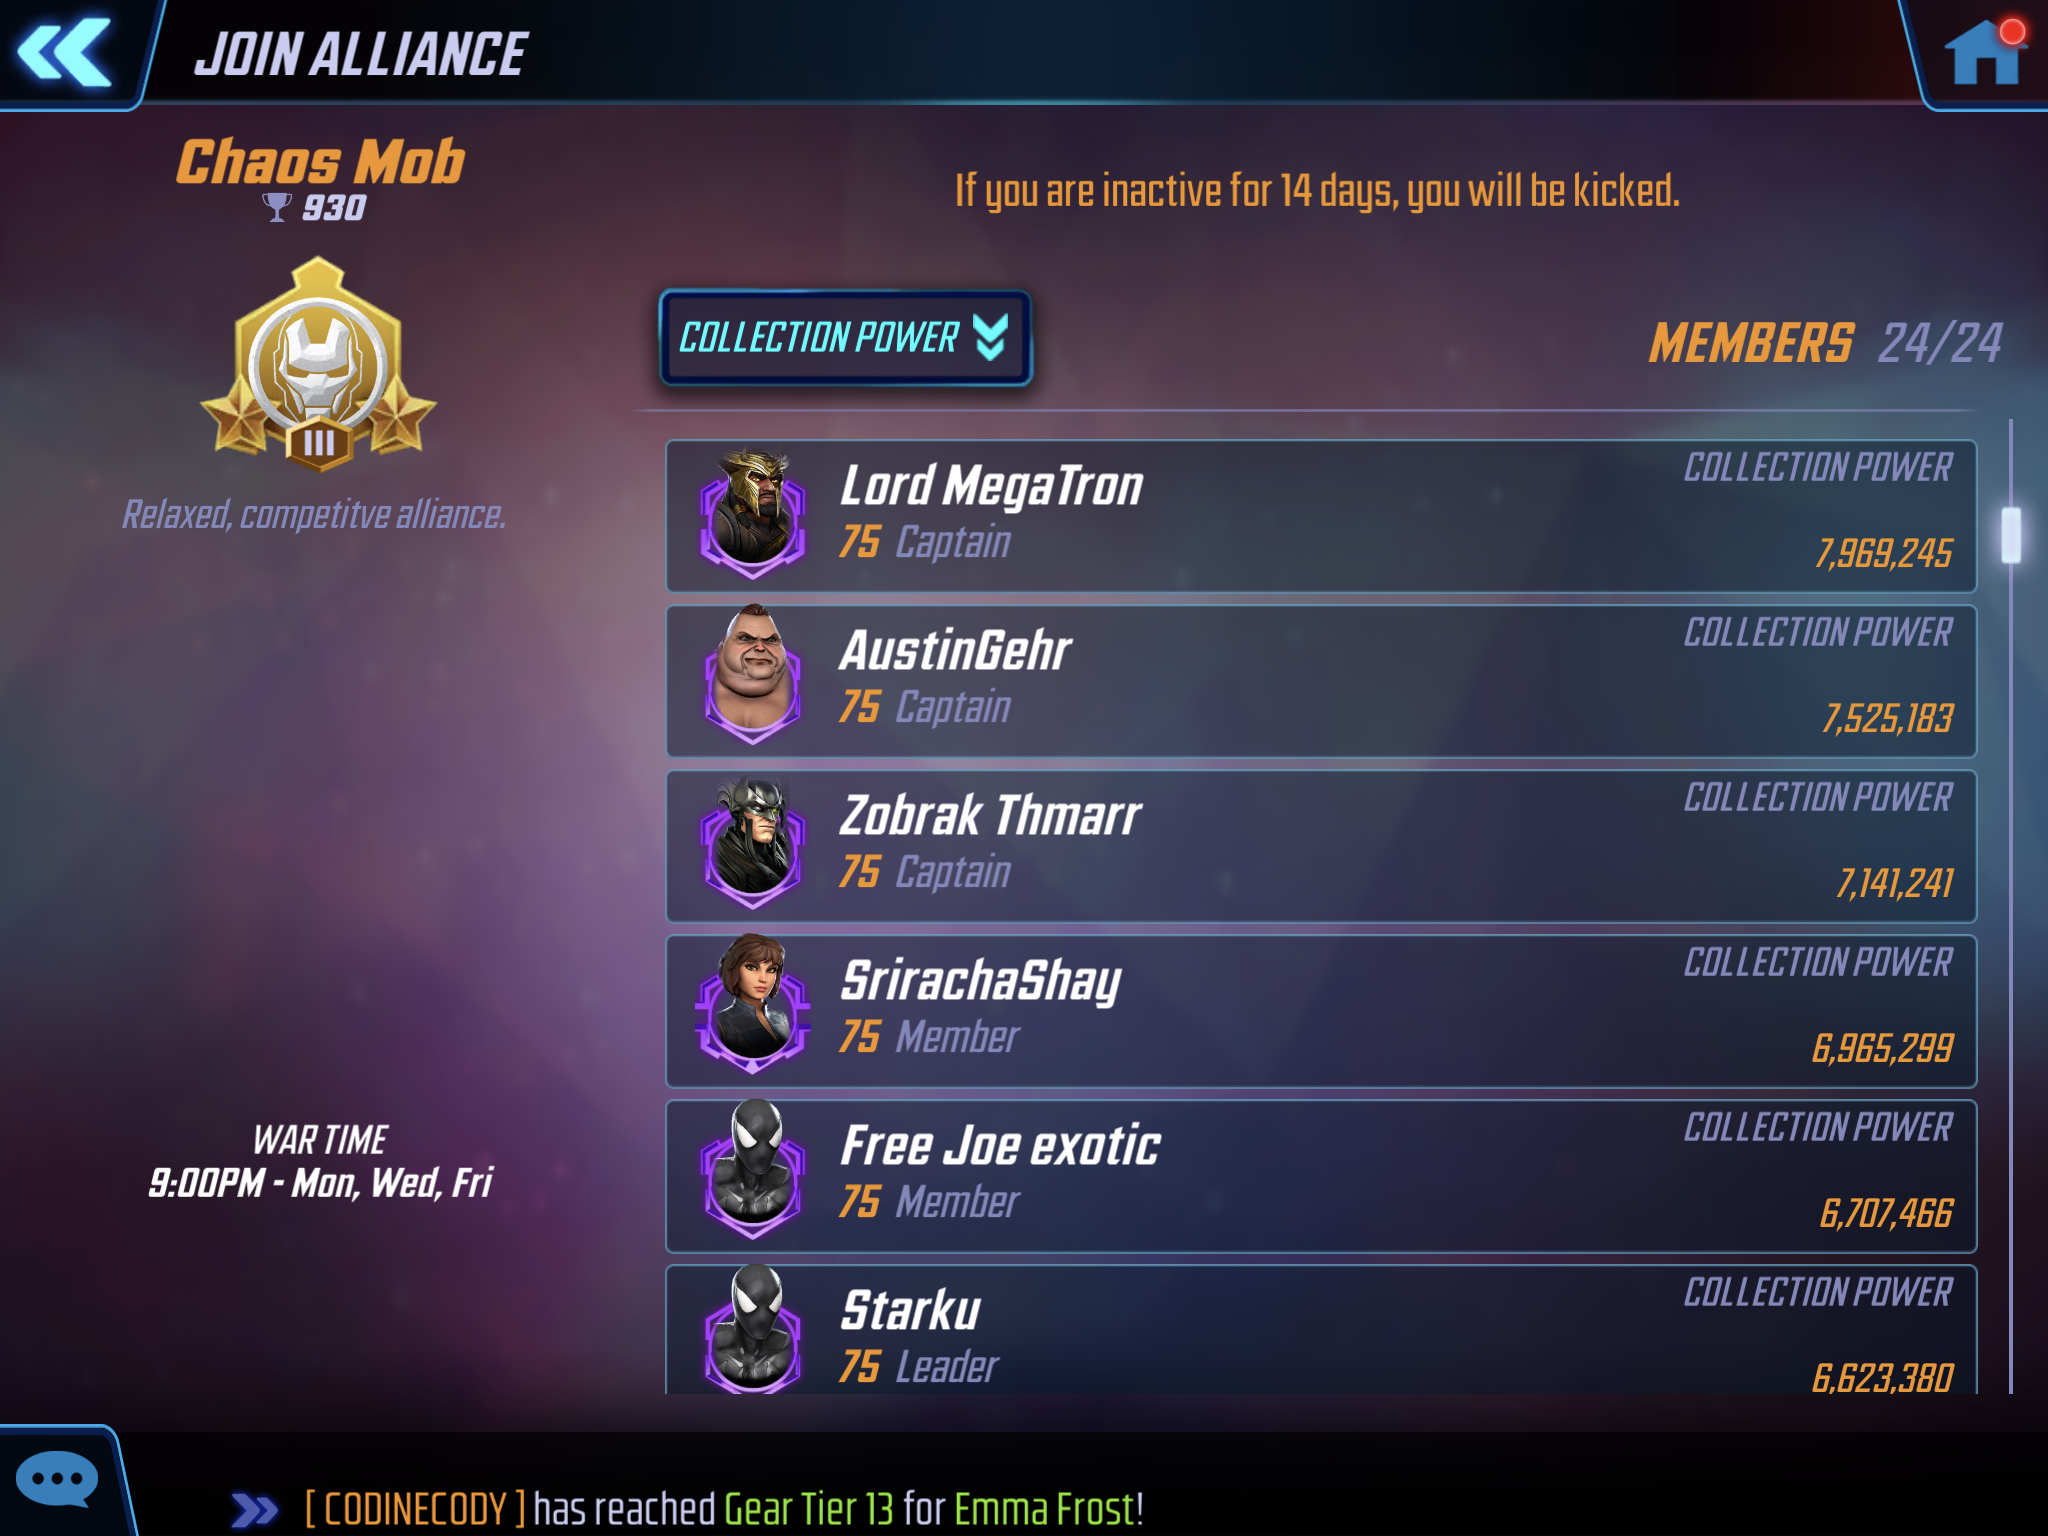 JOIN ALLIANCE
Chaos Mob
930
III
Relaxed, competitve alliance.
WAR TIME
9:00PM - Mon, Wed, Fri
If you are inactive for 14 days, you will be kicked.
COLLECTION POWER
MEMBERS 24/24
Lord MegaTron
75 Captain
COLLECTION POWER
7,969,245
AustinGehr
75 Captain
COLLECTION POWER
7,525,183
Zobrak Thmarr
75 Captain
COLLECTION POWER
7,141,241
SrirachaShay
75 Member
COLLECTION POWER
6,965,299
Free Joe exotic
75 Member
COLLECTION POWER
6,707,466
Starku
75 Leader
COLLECTION POWER
6,623,380
[ CODINECODY ] has reached Gear Tier 13 for Emma Frost!